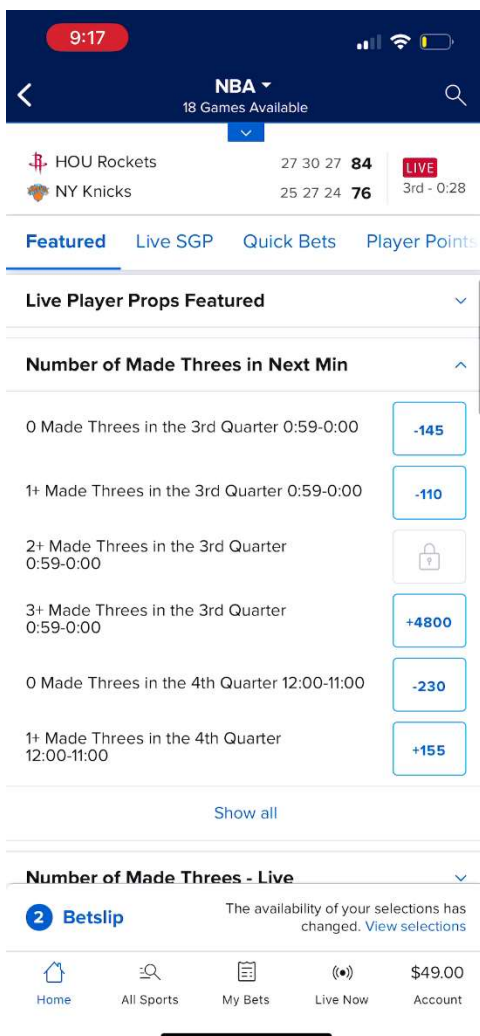 9:17
NBA
18 Games Available
HOU Rockets 27 30 27 84 LIVE
NY Knicks 25 27 24 76 3rd - 0:28
Featured Live SGP Quick Bets Player Points
Live Player Props Featured
Number of Made Threes in Next Min
0 Made Threes in the 3rd Quarter 0:59-0:00 -145
1+ Made Threes in the 3rd Quarter 0:59-0:00 -110
2+ Made Threes in the 3rd Quarter
0:59-0:00
3+ Made Threes in the 3rd Quarter
0:59-0:00 +4800
0 Made Threes in the 4th Quarter 12:00-11:00 -230
1+ Made Threes in the 4th Quarter
12:00-11:00 +155
Show all
Number of Made Threes - Live
2 Betslip
The availability of your selections has
changed. View selections
Home All Sports My Bets Live Now $49.00
Account